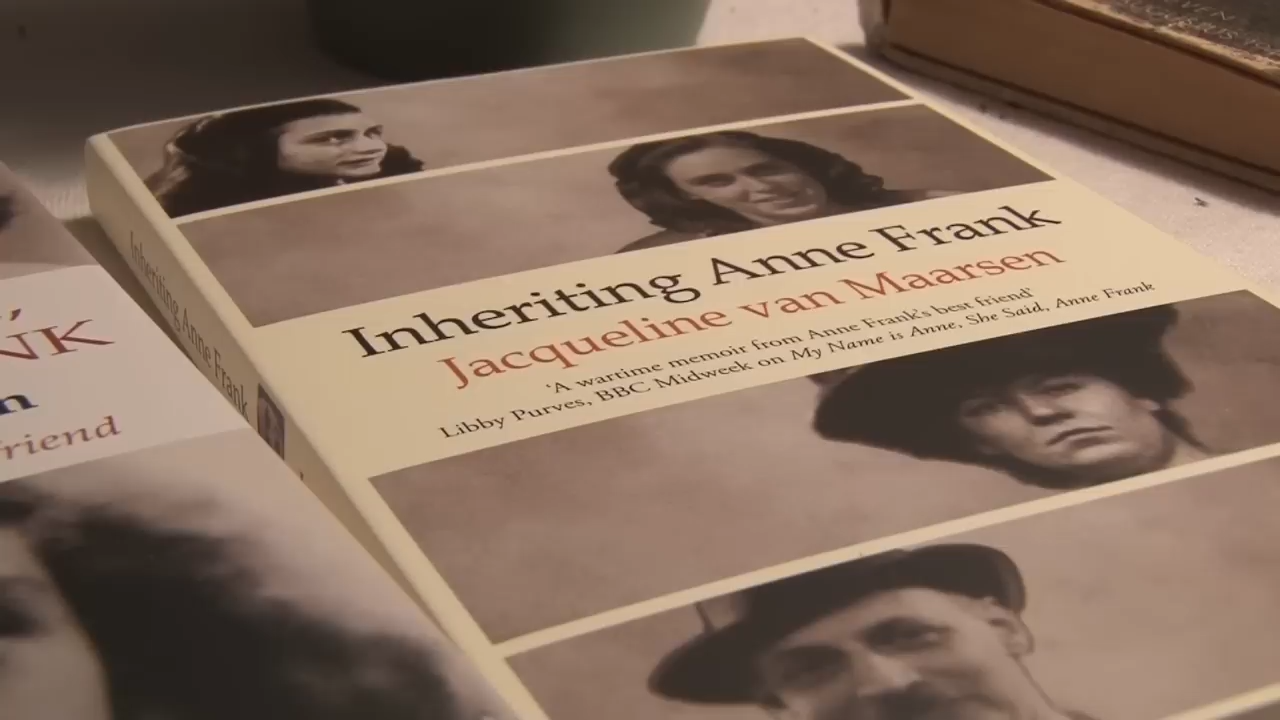 Inheriting Anne Frank
Jacqueline van Maarsen
'A wartime memoir from Anne Frank's best friend'
Libby Purves, BBC Midweek on My Name is Anne, She Said, Anne Frank
Inheriting Anne Frank
friend